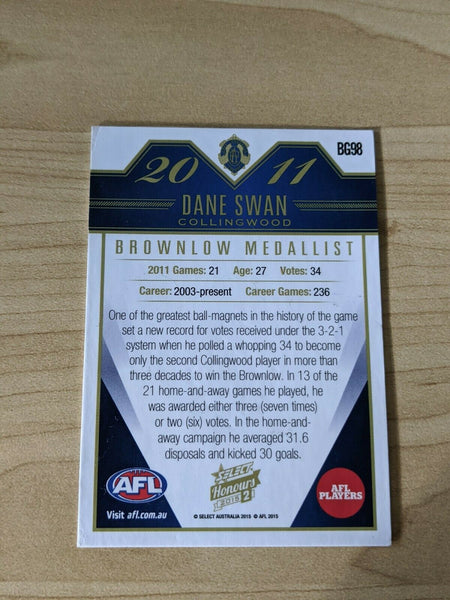 BG98
20 11
DANE SWAN
COLLINGWOOD
BROWNLOW MEDALLIST
2011 Games: 21 Age: 27 Votes: 34
Career: 2003-present Career Games: 236
One of the greatest ball-magnets in the history of the game
set a new record for votes received under the 3-2-1
system when he polled a whopping 34 to become
only the second Collingwood player in more than
three decades to win the Brownlow. In 13 of the
21 home-and-away games he played, he
was awarded either three (seven times)
or two (six) votes. In the home-and-
away campaign he averaged 31.6
disposals and kicked 30 goals.
AFL
Visit afl.com.au
SELECT
Honours
2015 2
© SELECT AUSTRALIA 2015 © AFL 2015
AFL
PLAYERS